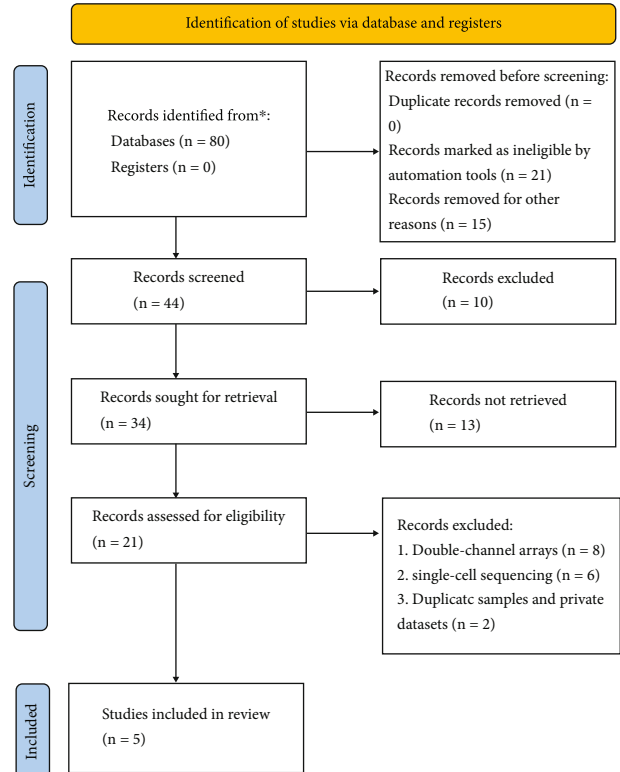 Identification of studies via database and registers
Identification
Records identified from*:
Databases (n = 80)
Registers (n = 0)
Records removed before screening:
Duplicate records removed (n =
0)
Records marked as ineligible by
automation tools (n = 21)
Records removed for other
reasons (n = 15)
Screening
Records screened
(n = 44)
Records excluded
(n = 10)
Records sought for retrieval
(n = 34)
Records not retrieved
(n = 13)
Records assessed for eligibility
(n = 21)
Records excluded:
1. Double-channel arrays (n = 8)
2. single-cell sequencing (n = 6)
3. Duplicatc samples and private
datasets (n = 2)
Included
Studies included in review
(n = 5)